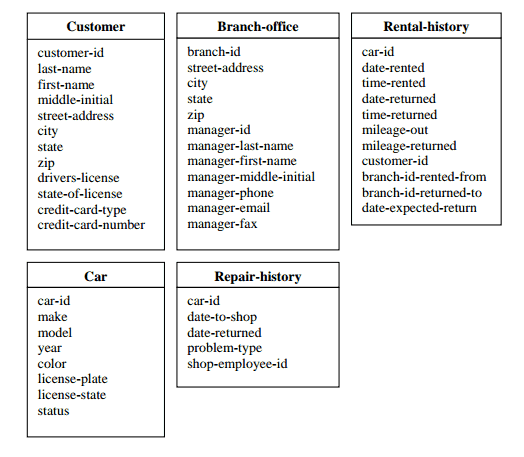 Customer
customer-id
last-name
first-name
middle-initial
street-address
city
state
zip
drivers-license
state-of-license
credit-card-type
credit-card-number
Branch-office
branch-id
street-address
city
state
zip
manager-id
manager-last-name
manager-first-name
manager-middle-initial
manager-phone
manager-email
manager-fax
Rental-history
car-id
date-rented
time-rented
date-returned
time-returned
mileage-out
mileage-returned
customer-id
branch-id-rented-from
branch-id-returned-to
date-expected-return
Car
car-id
make
model
year
color
license-plate
license-state
status
Repair-history
car-id
date-to-shop
date-returned
problem-type
shop-employee-id